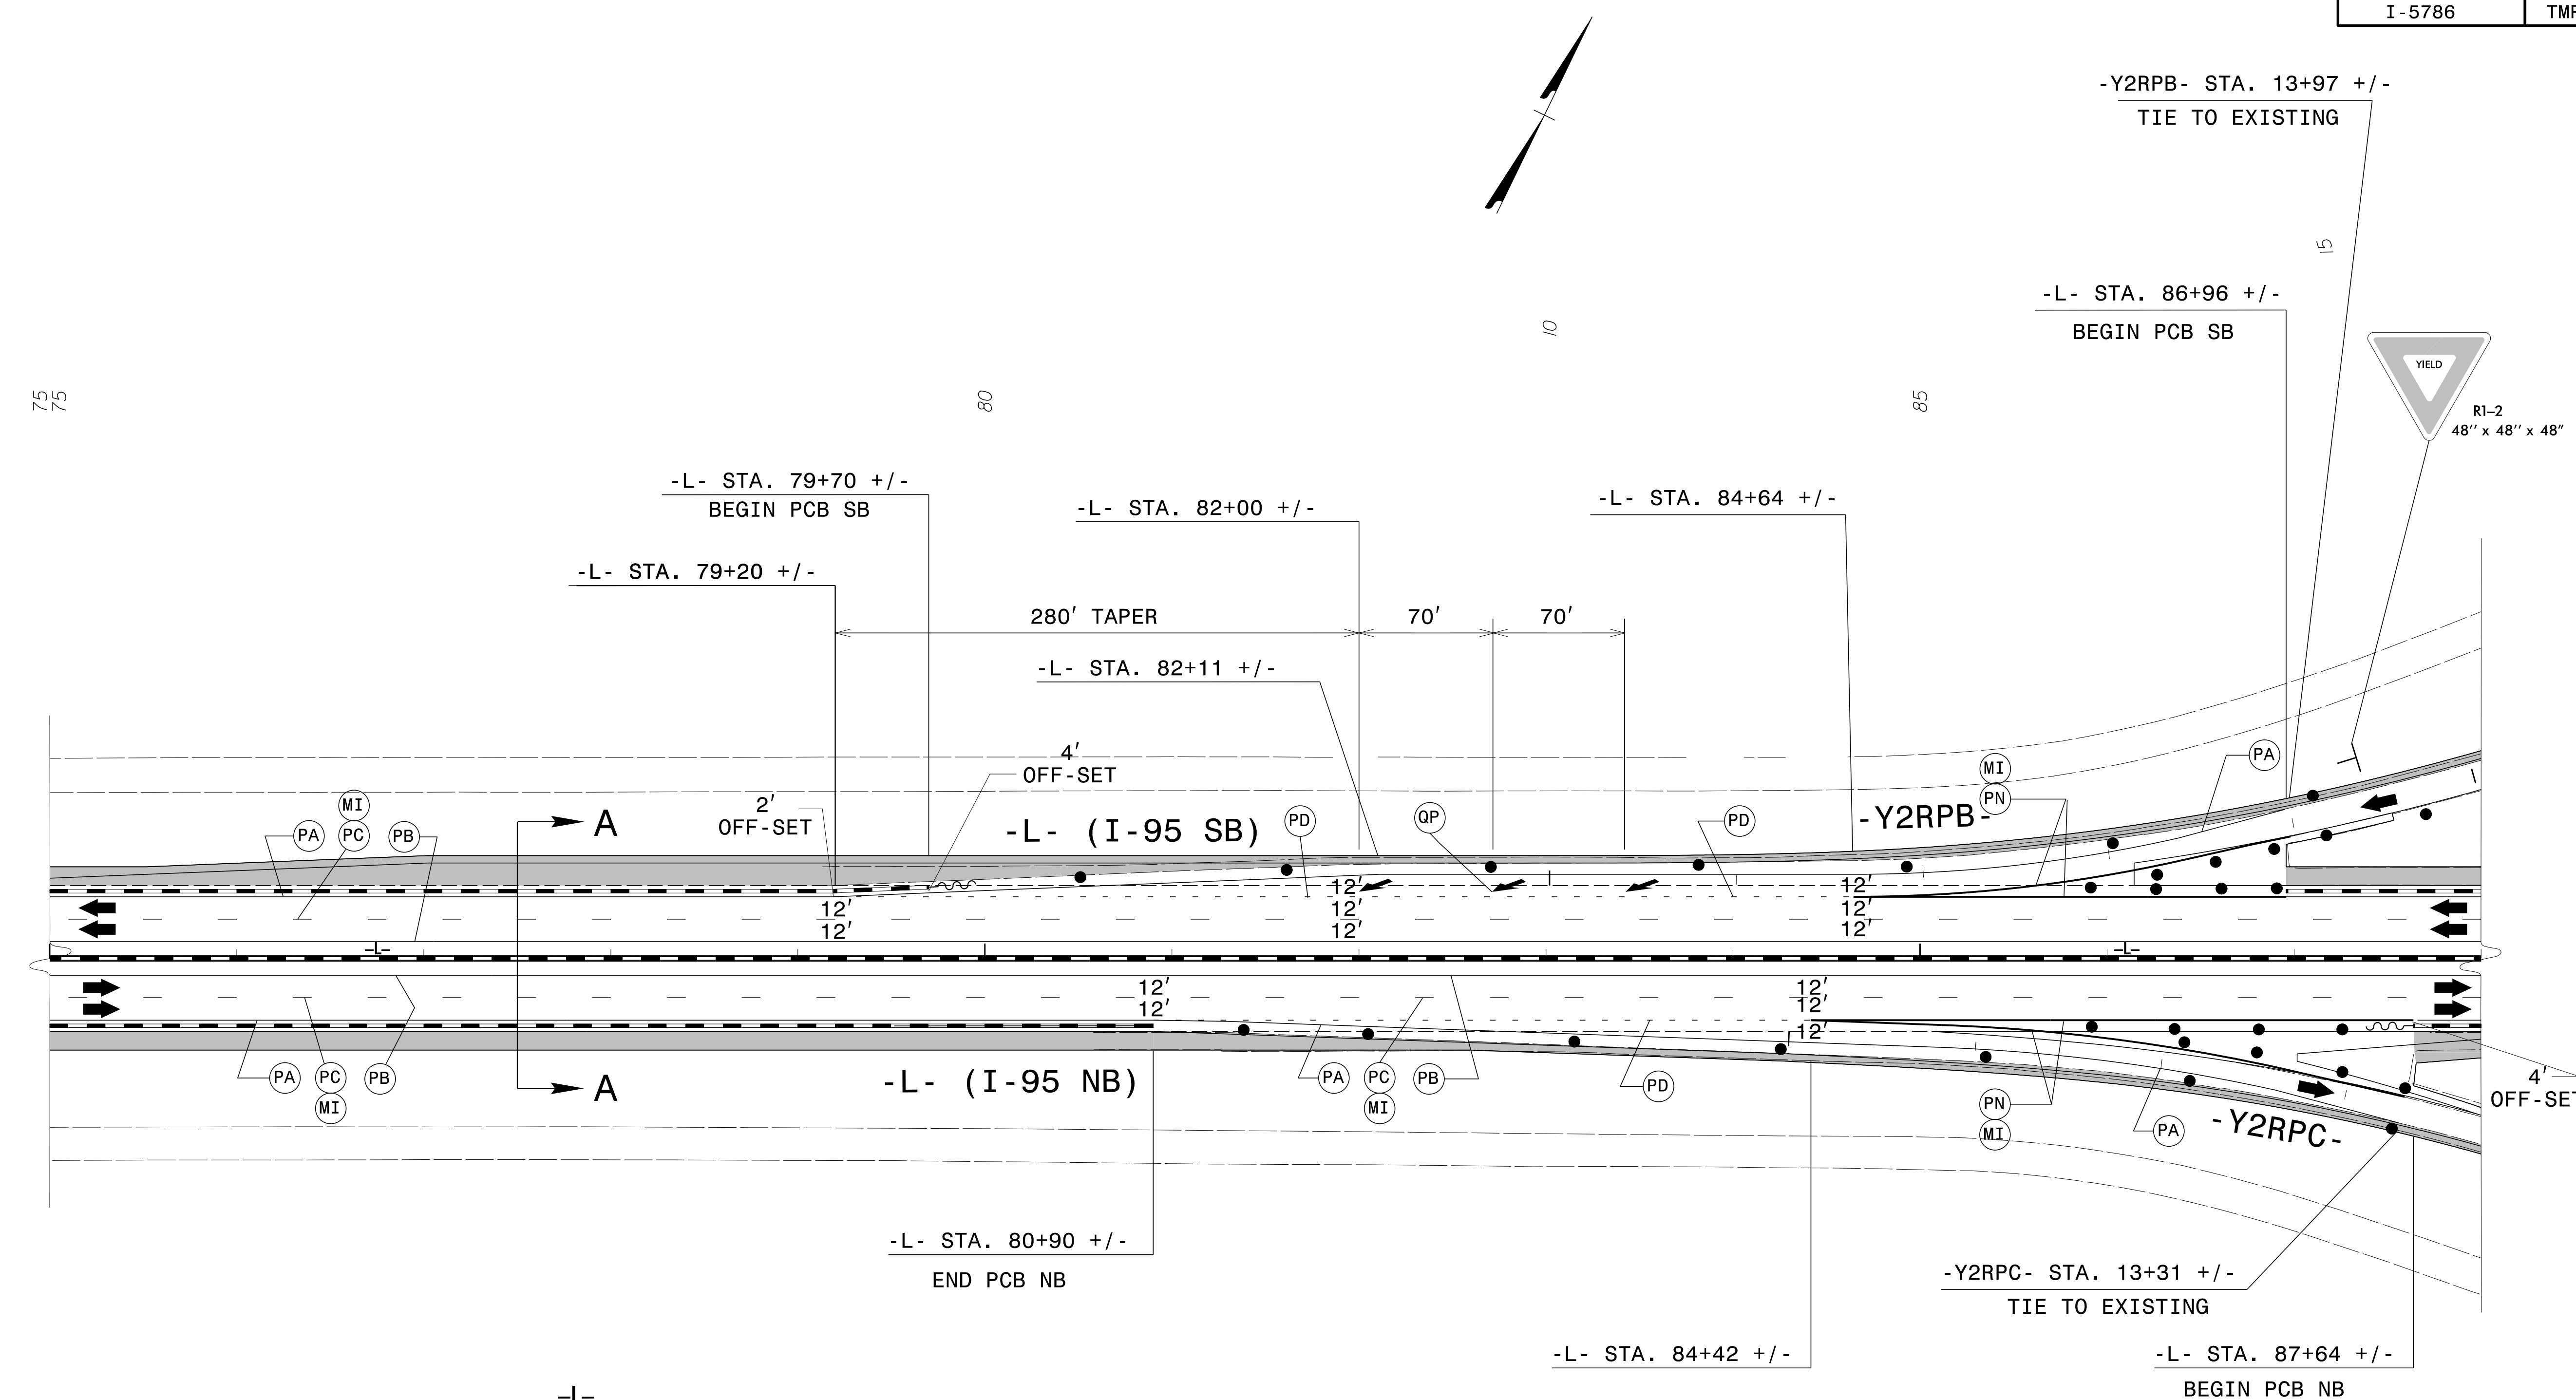 I-5786
-Y2RPB- STA. 13+97 +/-
TIE TO EXISTING
15
-L- STA. 86+96 +/-
BEGIN PCB SB
10
YIELD
R1–2
48'' x 48'' x 48''
75
75
80
85
-L- STA. 79+70 +/-
BEGIN PCB SB
-L- STA. 82+00 +/-
-L- STA. 84+64 +/-
-L- STA. 79+20 +/-
280' TAPER
70'
70'
-L- STA. 82+11 +/-
4'
OFF-SET
2'
OFF-SET
MI
PA
PC
PB
A
-L- (I-95 SB)
PD
QP
PD
-Y2RPB-
MI
PN
PA
12'
12'
12'
12'
12'
12'
12'
12'
-L-
-L-
12'
12'
12'
12'
12'
PA
PC
PB
MI
A
-L- (I-95 NB)
PA
PC
PB
MI
PD
PN
MI
PA
-Y2RPC-
4'
-L- STA. 80+90 +/-
END PCB NB
-Y2RPC- STA. 13+31 +/-
TIE TO EXISTING
-L- STA. 84+42 +/-
-L- STA. 87+64 +/-
BEGIN PCB NB
-L-